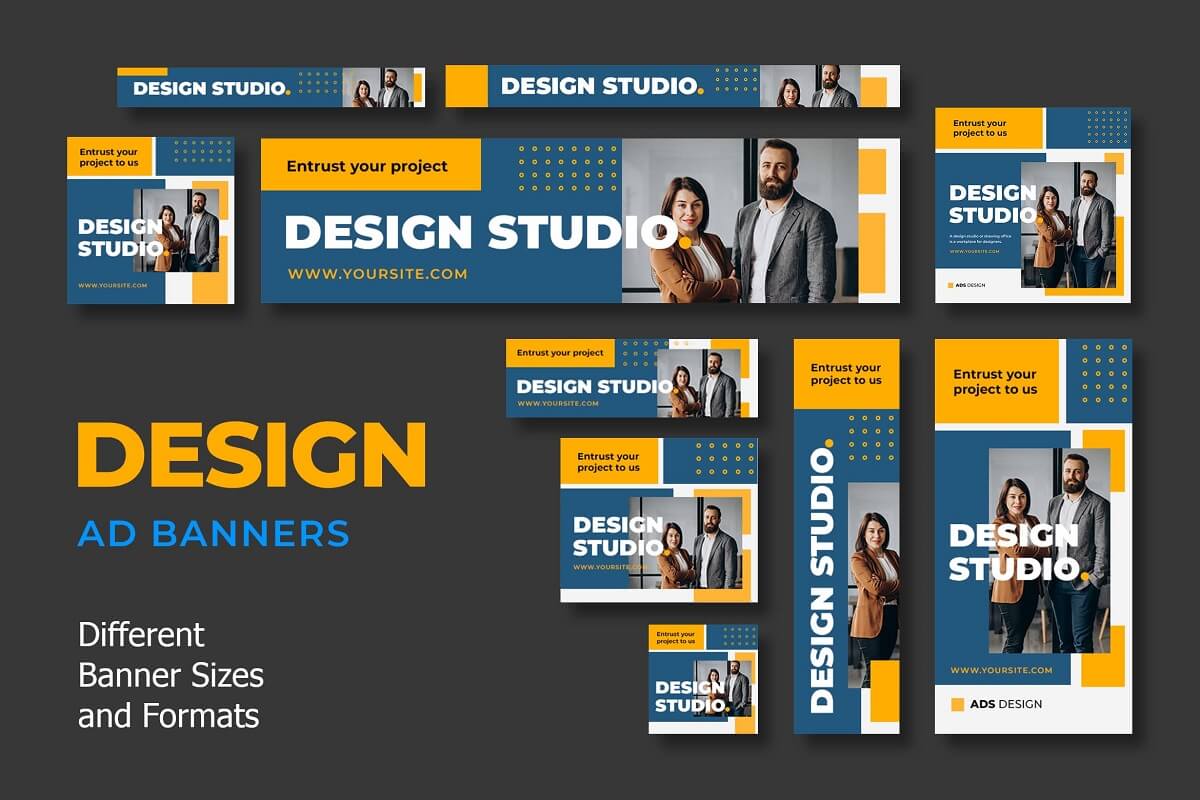 DESIGN STUDIO.
DESIGN STUDIO.
Entrust your
project to us
DESIGN
STUDIO.
WWW.YOURSITE.COM
Entrust your project
DESIGN STUDIO.
WWW.YOURSITE.COM
Entrust your
project to us
DESIGN
STUDIO.
A design studio or drawing office
is a workplace for designers.
WWW.YOURSITE.COM
ADS DESIGN
Entrust your project
DESIGN STUDIO.
WWW.YOURSITE.COM
Entrust your
project to us
DESIGN
STUDIO.
WWW.YOURSITE.COM
Entrust your
project to us
DESIGN
STUDIO.
Entrust your
project to us
DESIGN STUDIO.
Entrust your
project to us
DESIGN
STUDIO.
WWW.YOURSITE.COM
ADS DESIGN
DESIGN
AD BANNERS
Different
Banner Sizes
and Formats